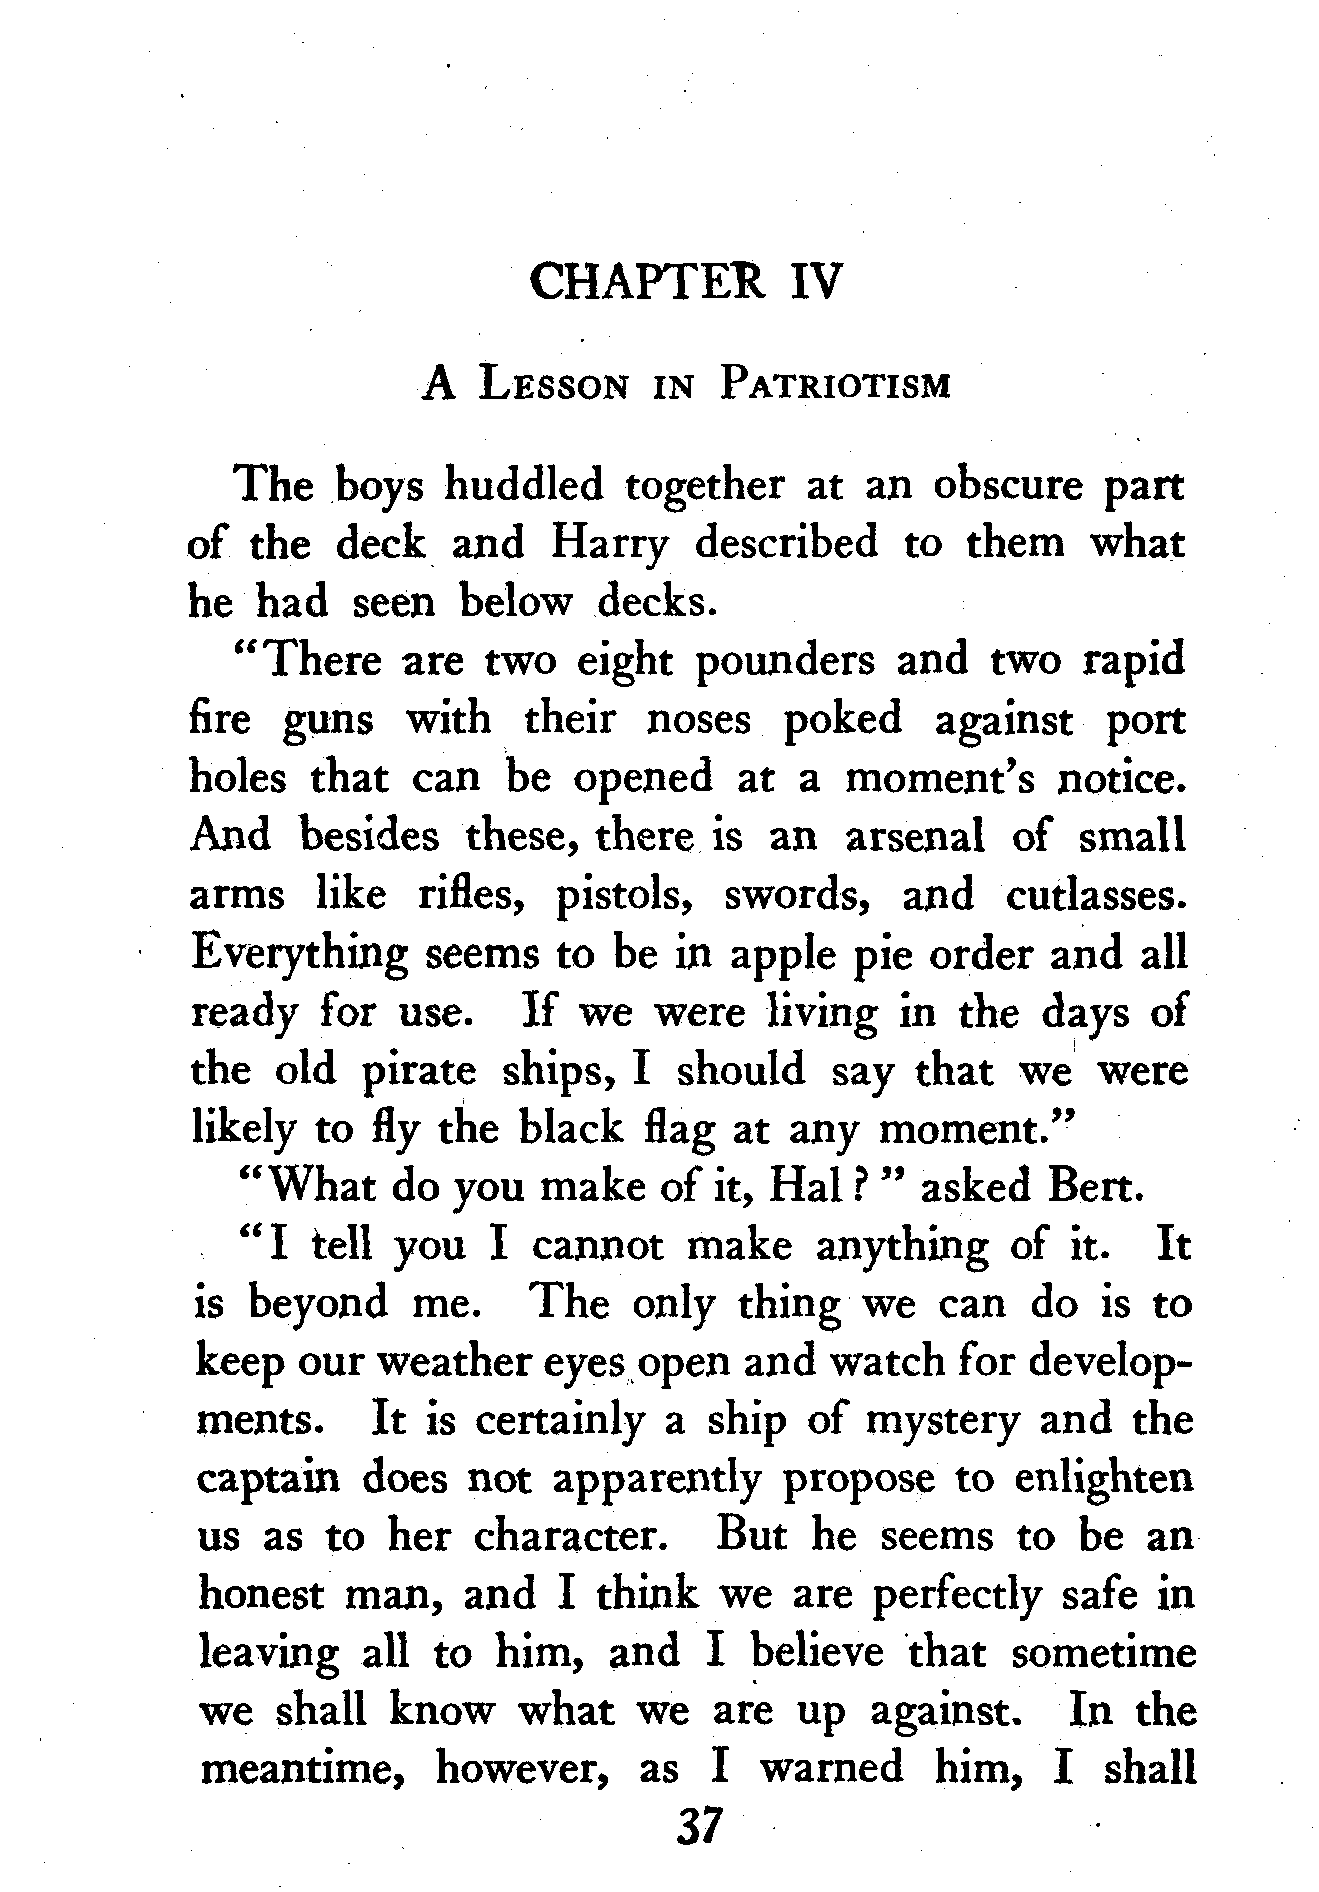 CHAPTER IV
A Lesson in Patriotism
The boys huddled together at an obscure part
of the deck and Harry described to them what
he had seen below decks.
“There are two eight pounders and two rapid
fire guns with their noses poked against port
holes that can be opened at a moment’s notice.
And besides these, there is an arsenal of small
arms like rifles, pistols, swords, and cutlasses.
Everything seems to be in apple pie order and all
ready for use. If we were living in the days of
the old pirate ships, I should say that we were
likely to fly the black flag at any moment.”
“What do you make of it, Hal?” asked Bert.
“I tell you I cannot make anything of it. It
is beyond me. The only thing we can do is to
keep our weather eyes open and watch for develop-
ments. It is certainly a ship of mystery and the
captain does not apparently propose to enlighten
us as to her character. But he seems to be an
honest man, and I think we are perfectly safe in
leaving all to him, and I believe that sometime
we shall know what we are up against. In the
meantime, however, as I warned him, I shall
37